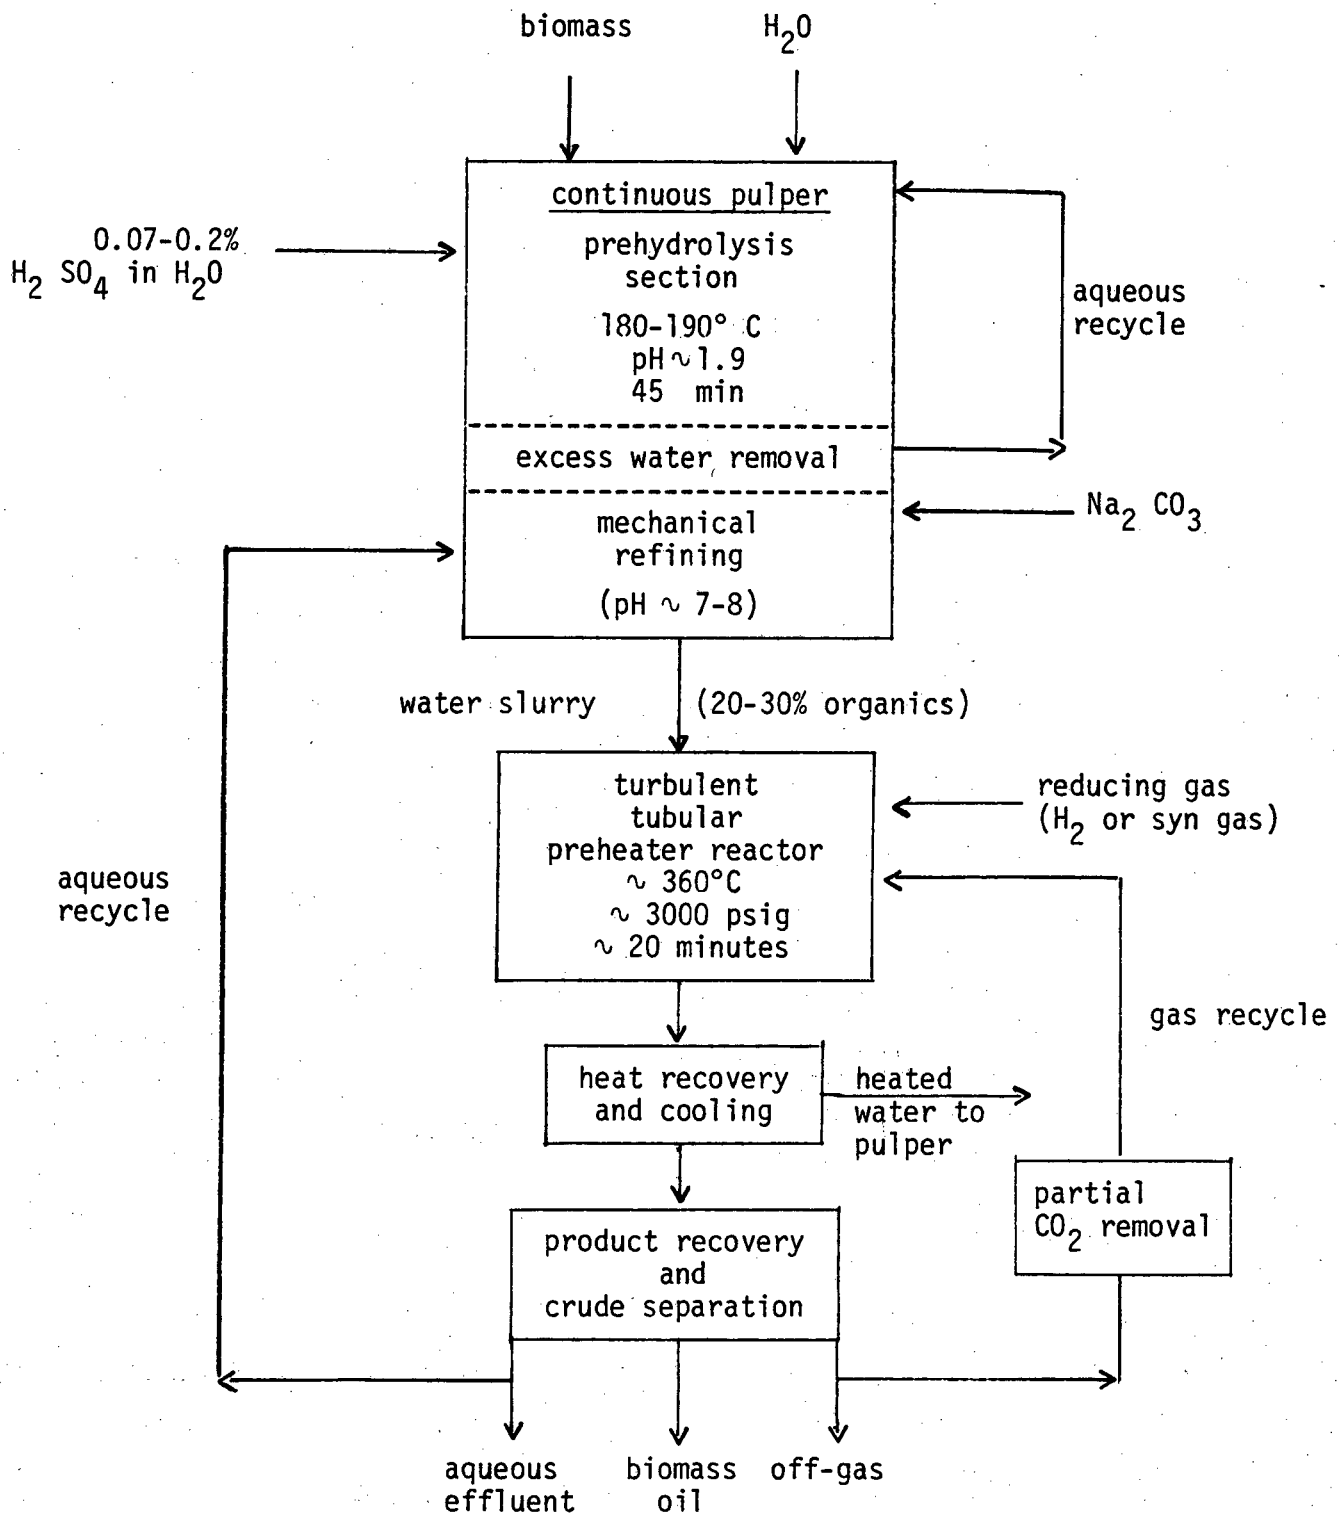 biomass
H₂O
continuous pulper
prehydrolysis
section
180-190° C
pH ~ 1.9
45 min
0.07-0.2%
H₂ SO₄ in H₂O
aqueous
recycle
excess water removal
Na₂ CO₃
mechanical
refining
(pH ~ 7-8)
water slurry
(20-30% organics)
turbulent
tubular
preheater reactor
~ 360°C
~ 3000 psig
~ 20 minutes
reducing gas
(H₂ or syn gas)
aqueous
recycle
gas recycle
heat recovery
and cooling
heated
water to
pulper
partial
CO₂ removal
product recovery
and
crude separation
aqueous
effluent
biomass
oil
off-gas